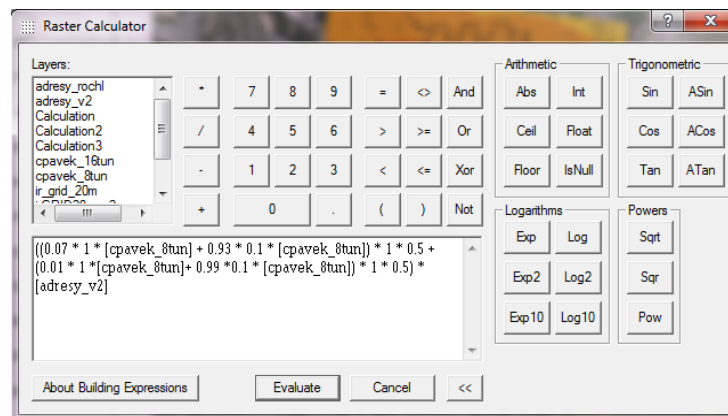 Raster Calculator
Layers:
adresy_rochl
adresy_v2
Calculation
Calculation2
Calculation3
cpavek_16tun
cpavek_8tun
ir_grid_20m
* 7 8 9 = <> And
/ 4 5 6 > >= Or
- 1 2 3 < <= Xor
+ 0 . ( ) Not
Arithmetic
Abs Int
Ceil Float
Floor IsNull
Trigonometric
Sin ASin
Cos ACos
Tan ATan
Logarithms
Exp Log
Exp2 Log2
Exp10 Log10
Powers
Sqrt
Sqr
Pow
((0.07 * 1 * [cpavek_8tun] + 0.93 * 0.1 * [cpavek_8tun]) * 1 * 0.5 +
(0.01 * 1 *[cpavek_8tun]+ 0.99 *0.1 * [cpavek_8tun]) * 1 * 0.5) *
[adresy_v2]
About Building Expressions Evaluate Cancel <<